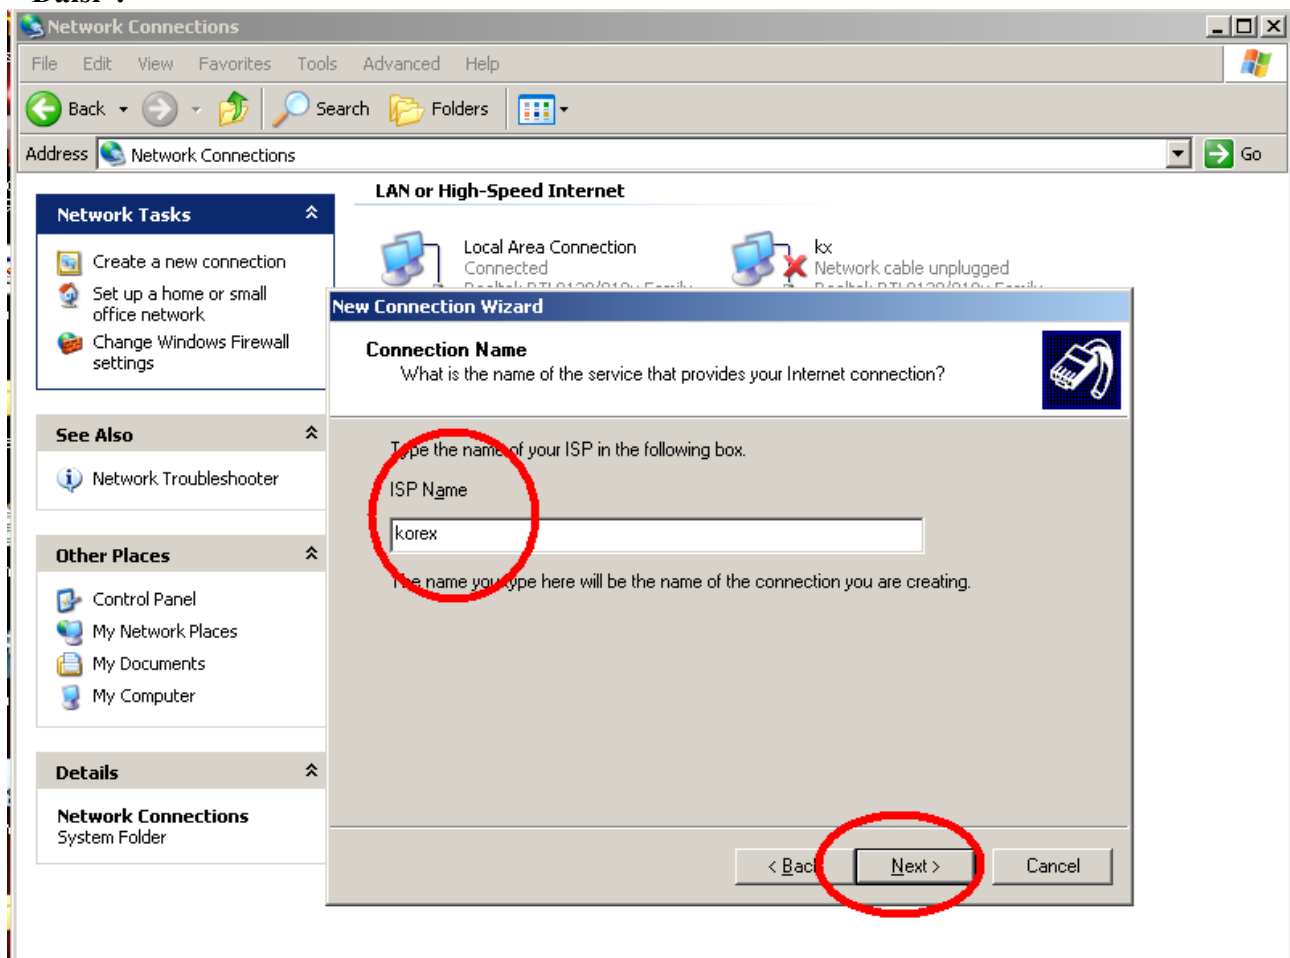 Network Connections
File Edit View Favorites Tools Advanced Help
Back Search Folders
Address Network Connections Go
LAN or High-Speed Internet
Local Area Connection
Connected
kx
Network cable unplugged
Network Tasks
Create a new connection
Set up a home or small
office network
Change Windows Firewall
settings
See Also
Network Troubleshooter
Other Places
Control Panel
My Network Places
My Documents
My Computer
Details
Network Connections
System Folder
New Connection Wizard
Connection Name
What is the name of the service that provides your Internet connection?
Type the name of your ISP in the following box.
ISP Name
korex
The name you type here will be the name of the connection you are creating.
< Back Next > Cancel